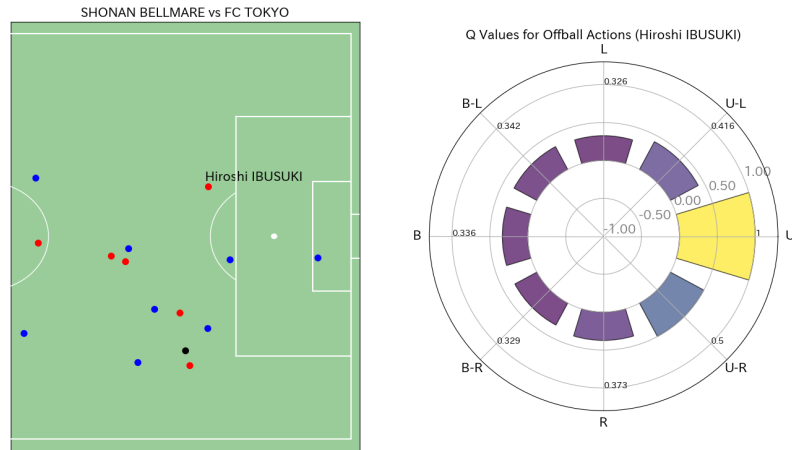 SHONAN BELLMARE vs FC TOKYO
Hiroshi IBUSUKI
Q Values for Offball Actions (Hiroshi IBUSUKI)
L
0.326
B-L
U-L
0.342
0.416
1.00
0.50
0.00
-0.50
-1.00
B
0.336
1
U
0.329
0.5
B-R
U-R
0.373
R